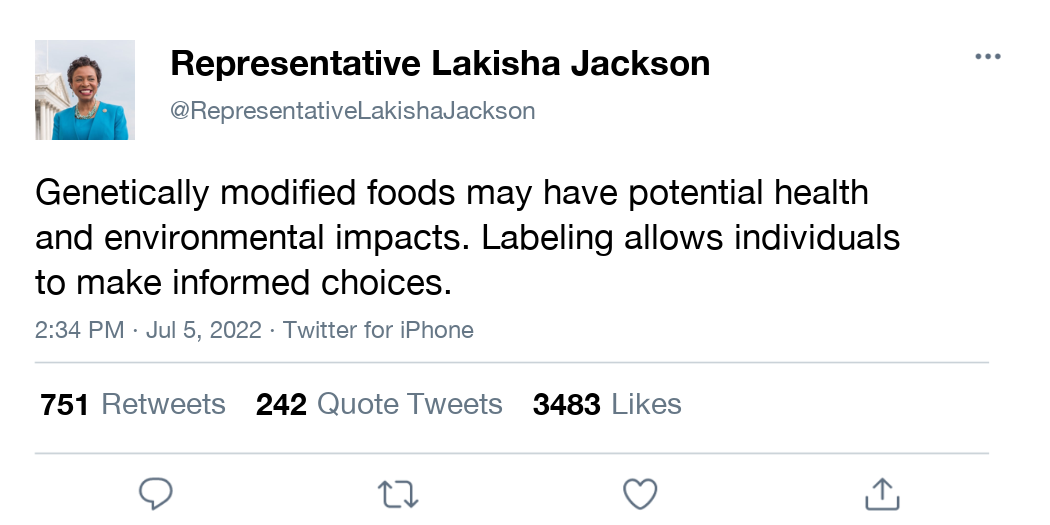 Representative Lakisha Jackson
@RepresentativeLakishaJackson
Genetically modified foods may have potential health
and environmental impacts. Labeling allows individuals
to make informed choices.
2:34 PM · Jul 5, 2022 · Twitter for iPhone
751 Retweets 242 Quote Tweets 3483 Likes